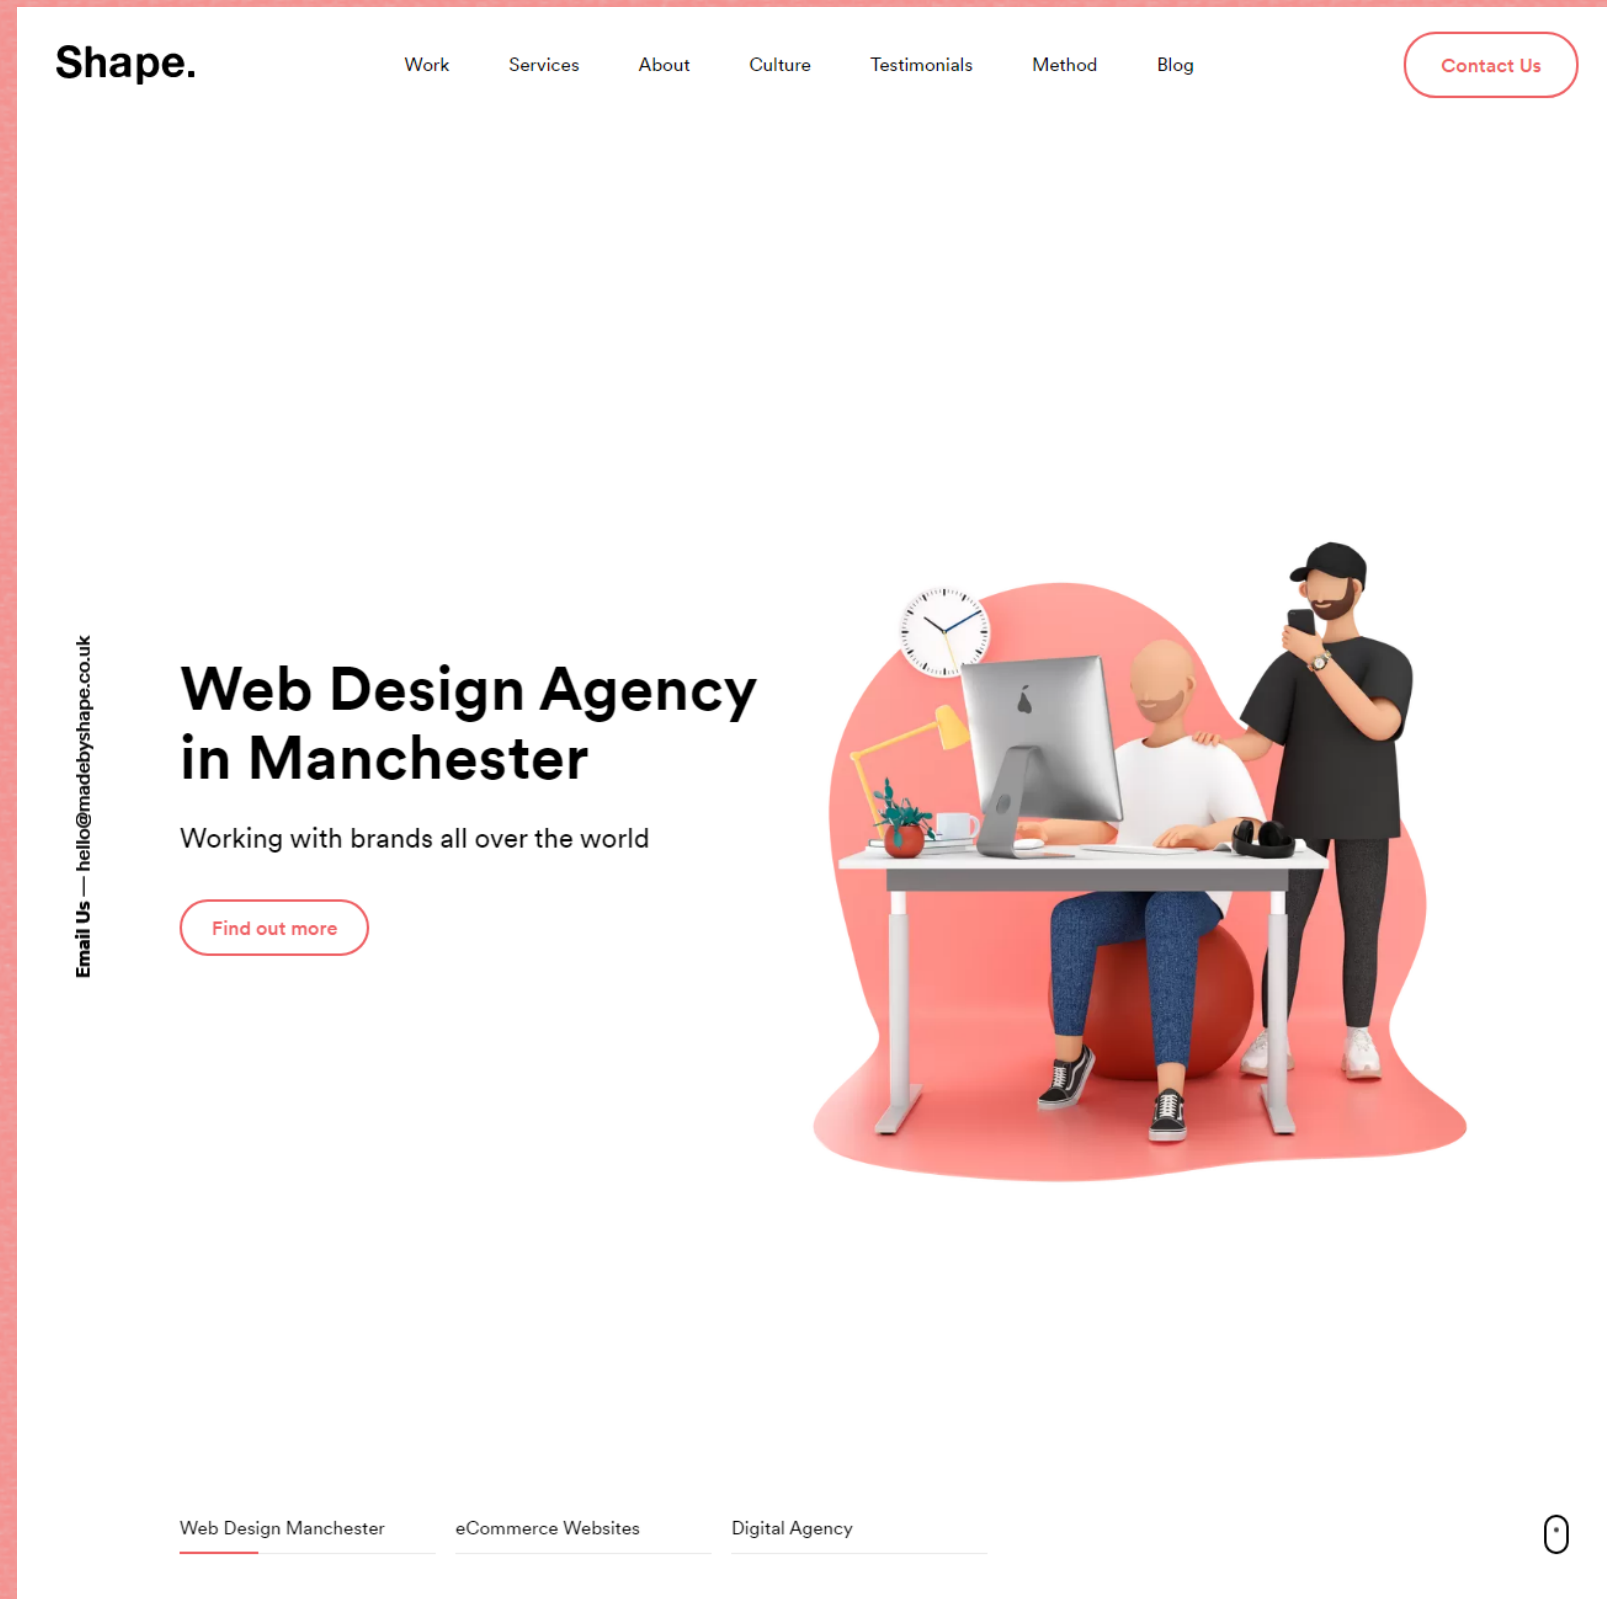 Shape.
Work
Services
About
Culture
Testimonials
Method
Blog
Contact Us
Email Us — hello@madebyshape.co.uk
Web Design Agency
in Manchester
Working with brands all over the world
Find out more
Web Design Manchester
eCommerce Websites
Digital Agency